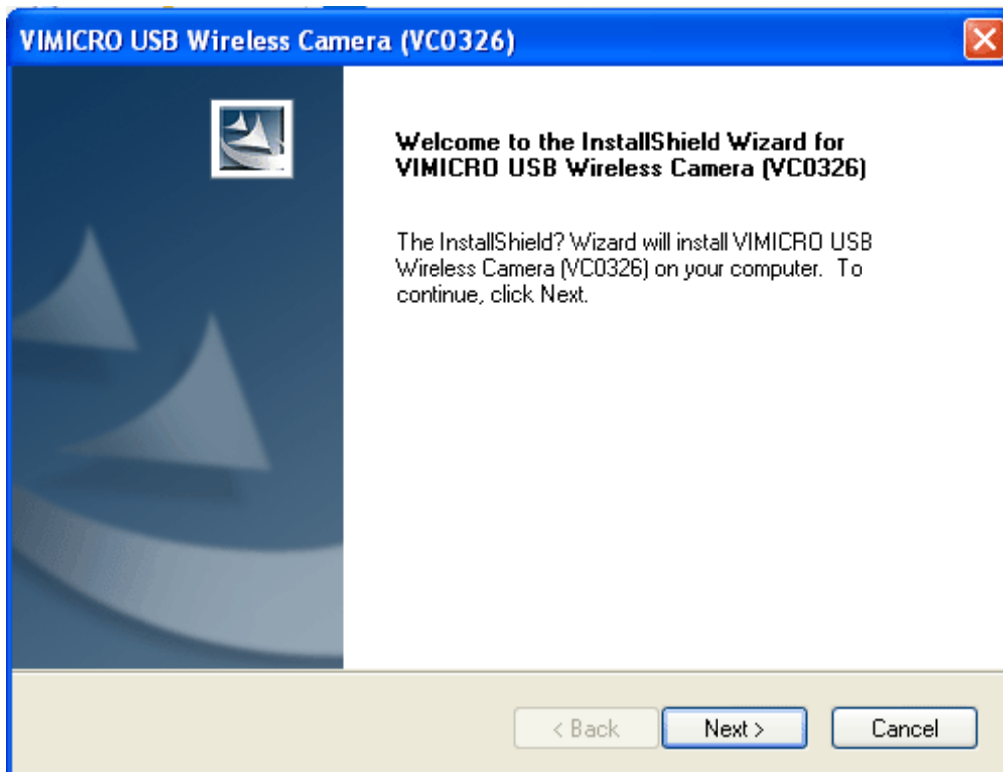 VIMICRO USB Wireless Camera (VC0326)
Welcome to the InstallShield Wizard for
VIMICRO USB Wireless Camera (VC0326)
The InstallShield? Wizard will install VIMICRO USB
Wireless Camera (VC0326) on your computer. To
continue, click Next.
< Back Next > Cancel